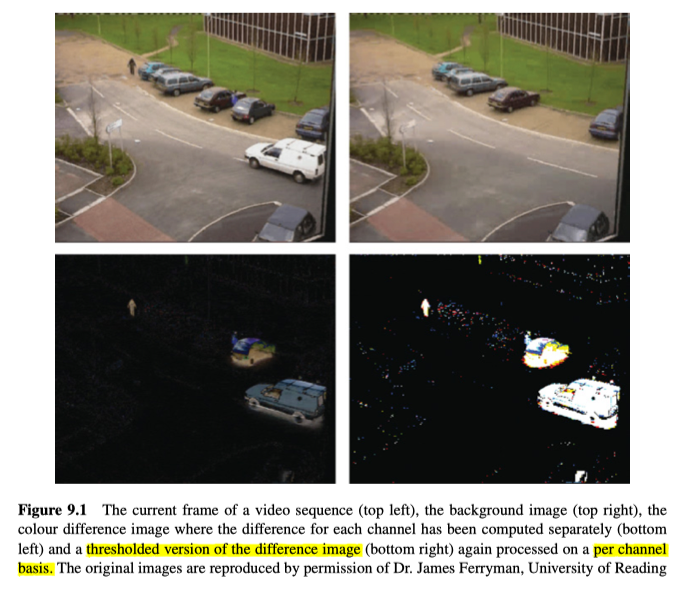 Figure 9.1 The current frame of a video sequence (top left), the background image (top right), the
colour difference image where the difference for each channel has been computed separately (bottom
left) and a thresholded version of the difference image (bottom right) again processed on a per channel
basis. The original images are reproduced by permission of Dr. James Ferryman, University of Reading